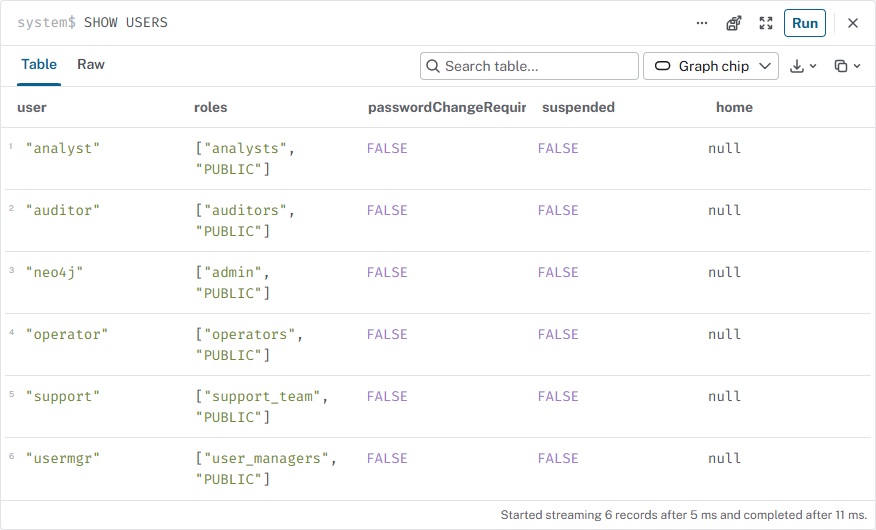 system$ SHOW USERS
Run
Table Raw
Search table...
Graph chip
user roles passwordChangeRequir suspended home
1 "analyst" ["analysts", FALSE FALSE null
"PUBLIC"]
2 "auditor" ["auditors", FALSE FALSE null
"PUBLIC"]
3 "neo4j" ["admin", FALSE FALSE null
"PUBLIC"]
4 "operator" ["operators", FALSE FALSE null
"PUBLIC"]
5 "support" ["support_team", FALSE FALSE null
"PUBLIC"]
6 "usermgr" ["user_managers", FALSE FALSE null
"PUBLIC"]
Started streaming 6 records after 5 ms and completed after 11 ms.